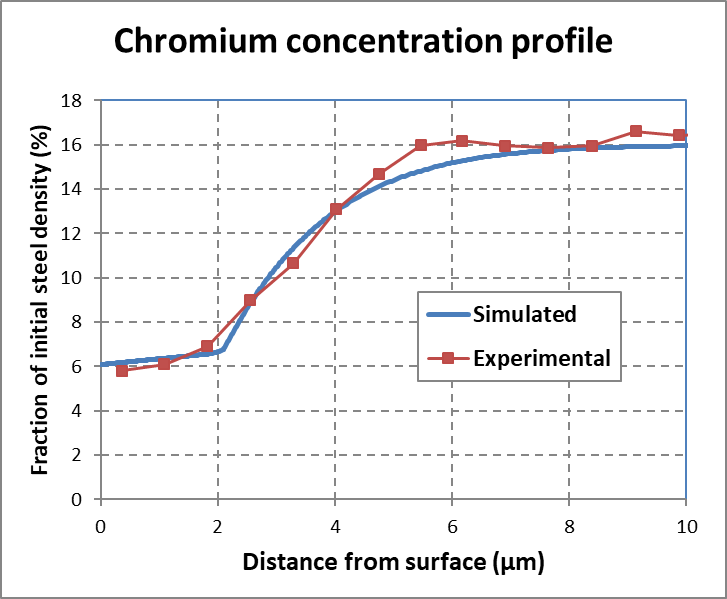 Chromium concentration profile
Fraction of initial steel density (%)
18
16
14
12
10
8
6
4
2
0
Simulated
Experimental
0 2 4 6 8 10
Distance from surface (µm)